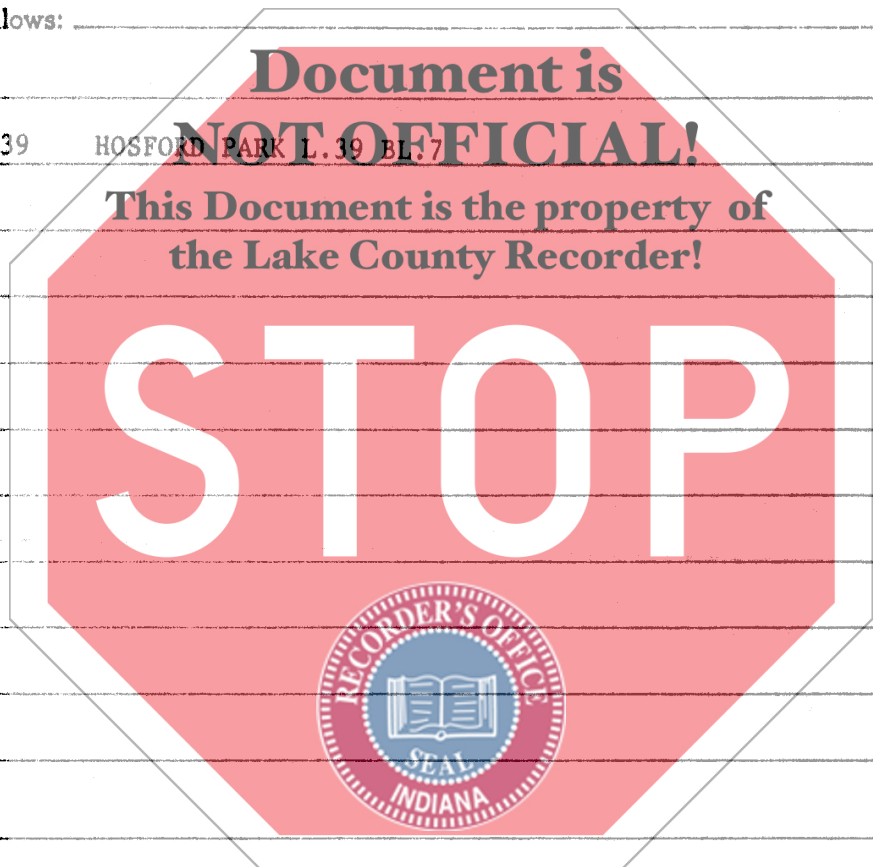 lows:
Document is
NOT OFFICIAL!
39 HOSFORD PARK L.39 BL.7
This Document is the property of
the Lake County Recorder!
STOP
RECORDER'S OFFICE
SEAL
INDIANA